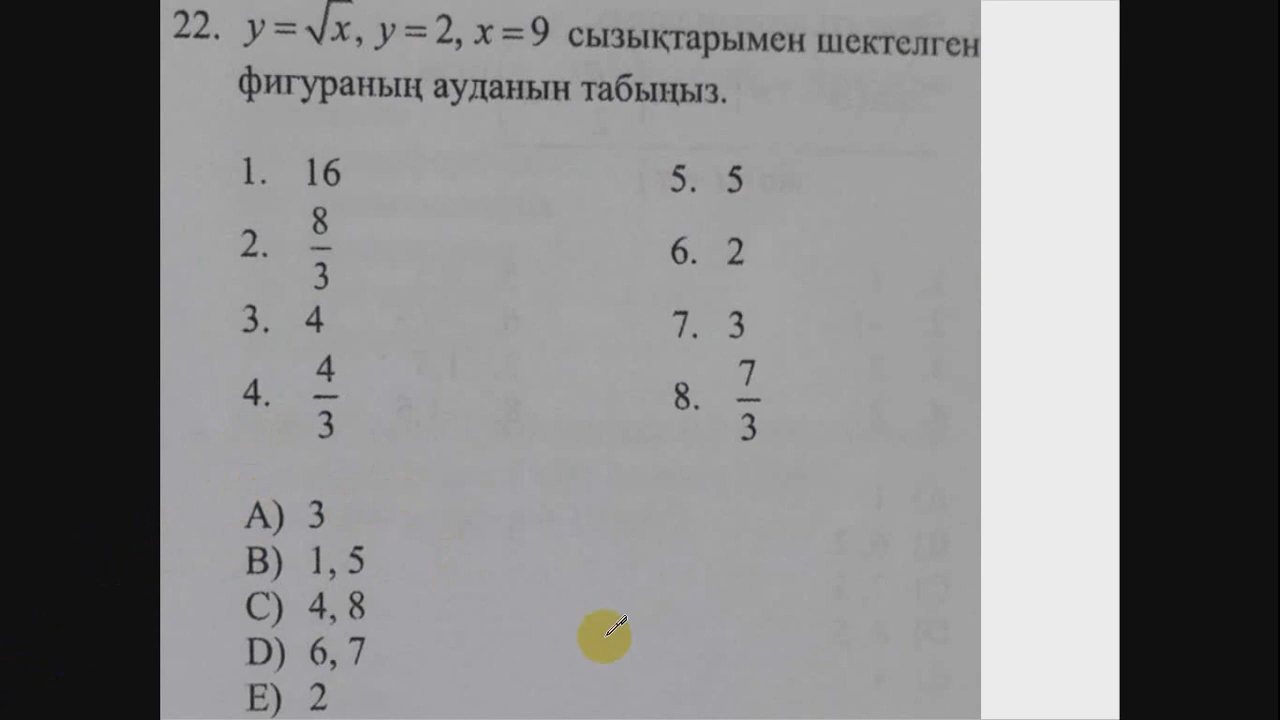 22. y = √x, y = 2, x = 9 сызықтарымен шектелген
фигураның ауданын табыңыз.
1. 16
2. 8/3
3. 4
4. 4/3
5. 5
6. 2
7. 3
8. 7/3
A) 3
B) 1, 5
C) 4, 8
D) 6, 7
E) 2